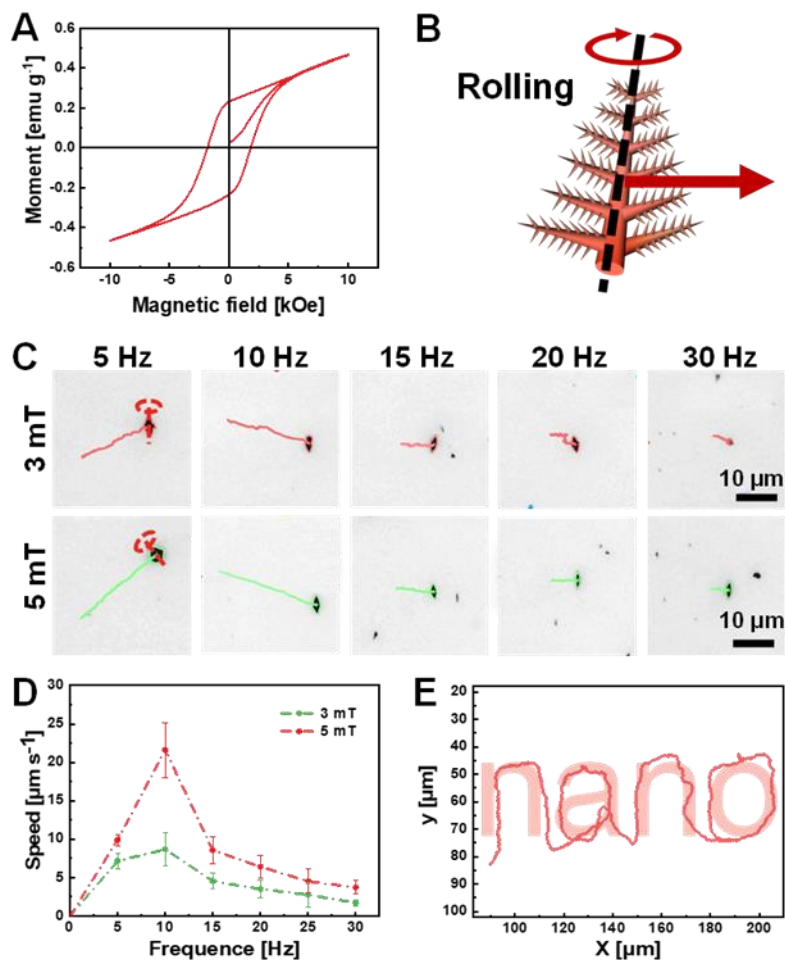 A
Moment [emu g⁻¹]
0.6
0.4
0.2
0.0
-0.2
-0.4
-0.6
-10 -5 0 5 10
Magnetic field [kOe]
B
Rolling
C
5 Hz 10 Hz 15 Hz 20 Hz 30 Hz
3 mT
10 µm
5 mT
10 µm
D
Speed [µm s⁻¹]
30
25
20
15
10
5
0
3 mT
5 mT
0 5 10 15 20 25 30
Frequence [Hz]
E
y [µm]
20
30
40
50
60
70
80
90
100
nano
100 120 140 160 180 200
X [µm]